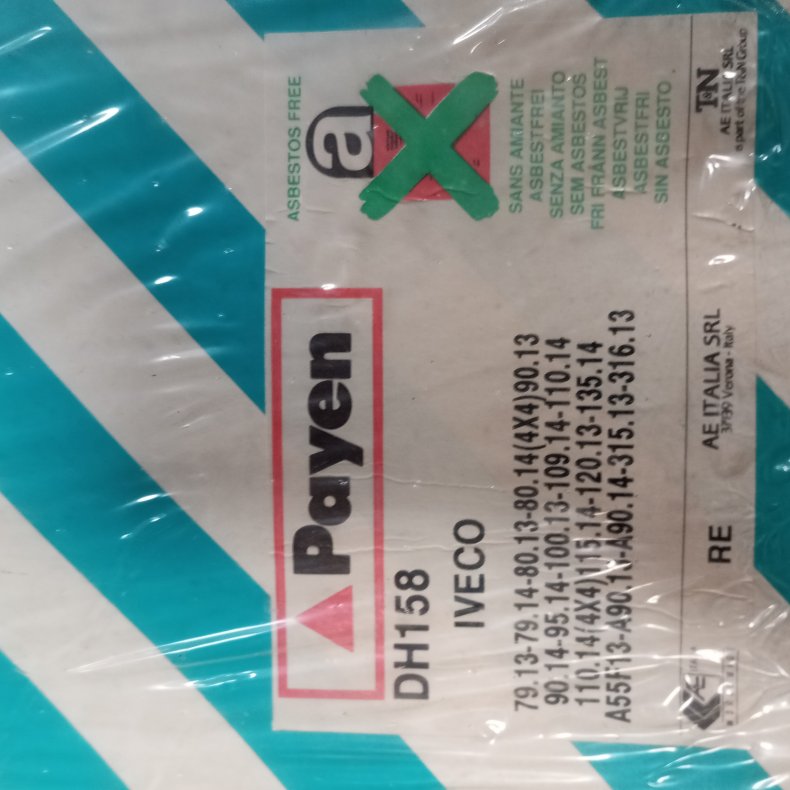 ASBESTOS FREE
a
SANS AMIANTE
ASBESTFREI
SENZA AMIANTO
SEM ASBESTOS
FRI FRÅNN ASBEST
ASBESTVRIJ
ASBESTFRI
SIN ASBESTO
Payen
DH158
IVECO
79.13-79.14-80.13-80.14(4X4)90.13
90.14-95.14-100.13-109.14-110.14
110.14(4X4)115.14-120.13-135.14
A55F13-A90.13-A90.14-315.13-316.13
RE
AE ITALIA SRL
37139 Verona - Italy
T&N
AE ITALIA SRL
is part of the T&N Group
AE